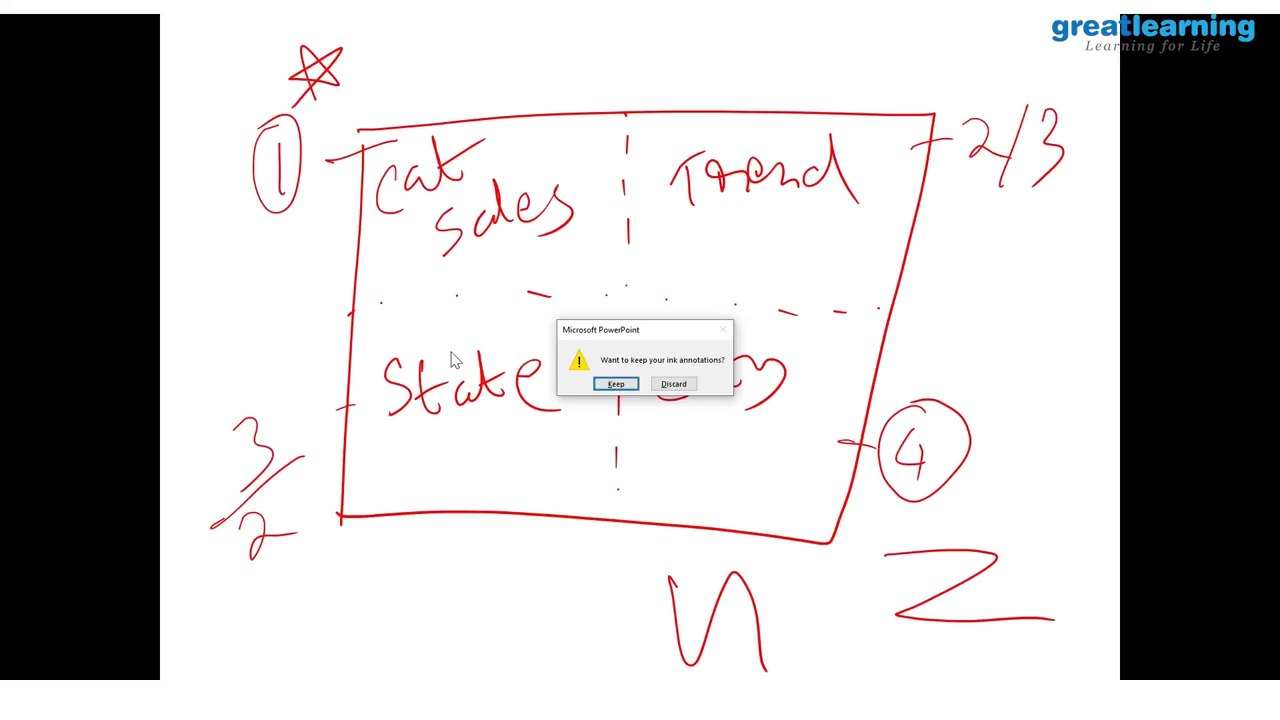 greatlearning
Learning for Life
1
Cat
sales
Trend
2/3
Microsoft PowerPoint
Want to keep your ink annotations?
Keep
Discard
State
3/2
4
N
Z